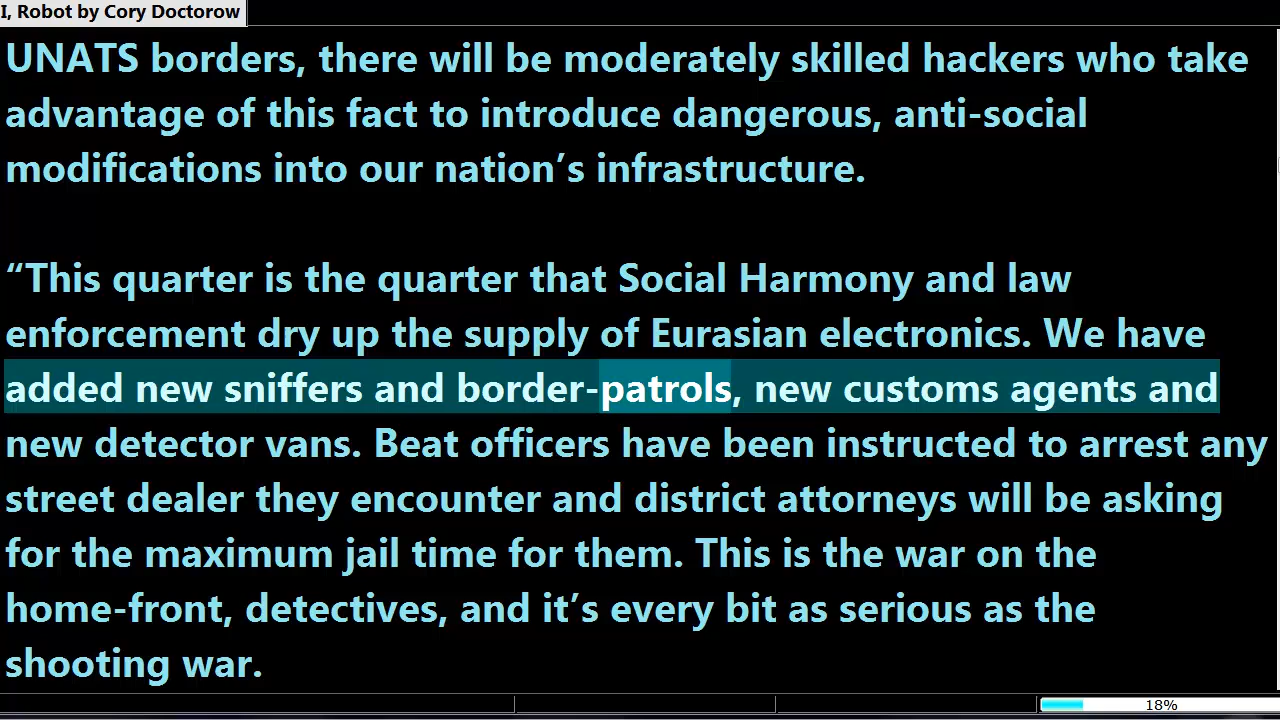 I, Robot by Cory Doctorow
UNATS borders, there will be moderately skilled hackers who take
advantage of this fact to introduce dangerous, anti-social
modifications into our nation’s infrastructure.
“This quarter is the quarter that Social Harmony and law
enforcement dry up the supply of Eurasian electronics. We have
added new sniffers and border-patrols, new customs agents and
new detector vans. Beat officers have been instructed to arrest any
street dealer they encounter and district attorneys will be asking
for the maximum jail time for them. This is the war on the
home-front, detectives, and it’s every bit as serious as the
shooting war.
18%